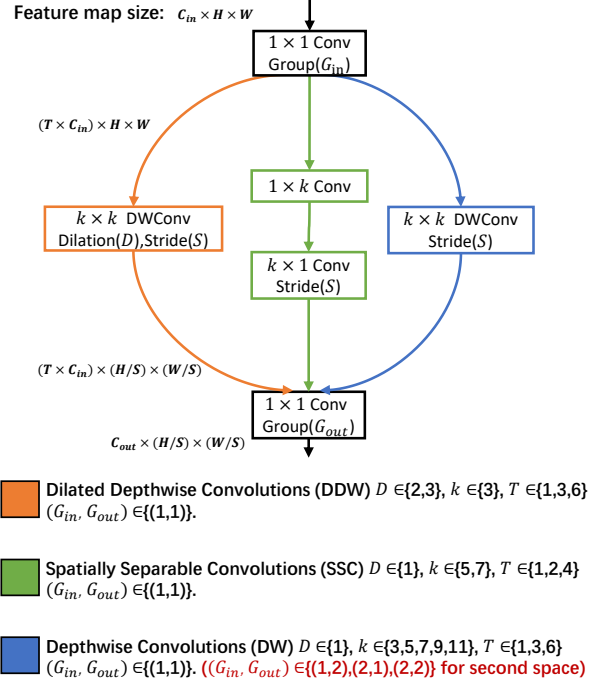 Feature map size: C_in × H × W
1 × 1 Conv
Group(G_in)
(T × C_in) × H × W
1 × k Conv
k × k DWConv
Dilation(D),Stride(S)
k × 1 Conv
Stride(S)
k × k DWConv
Stride(S)
(T × C_in) × (H/S) × (W/S)
1 × 1 Conv
Group(G_out)
C_out × (H/S) × (W/S)
Dilated Depthwise Convolutions (DDW) D ∈{2,3}, k ∈{3}, T ∈{1,3,6}
(G_in, G_out) ∈{(1,1)}.
Spatially Separable Convolutions (SSC) D ∈{1}, k ∈{5,7}, T ∈{1,2,4}
(G_in, G_out) ∈{(1,1)}.
Depthwise Convolutions (DW) D ∈{1}, k ∈{3,5,7,9,11}, T ∈{1,3,6}
(G_in, G_out) ∈{(1,1)}. ((G_in, G_out) ∈{(1,2),(2,1),(2,2)} for second space)